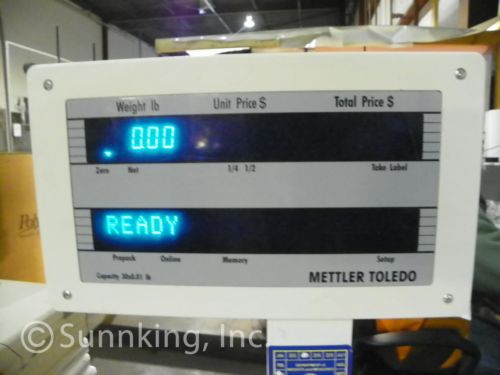 Weight lb Unit Price $ Total Price $
0.00
Zero Net 1/4 1/2 Take Label
READY
Prepack Online Memory Setup
Capacity 30x0.01 lb METTLER TOLEDO
© Sunnking, Inc